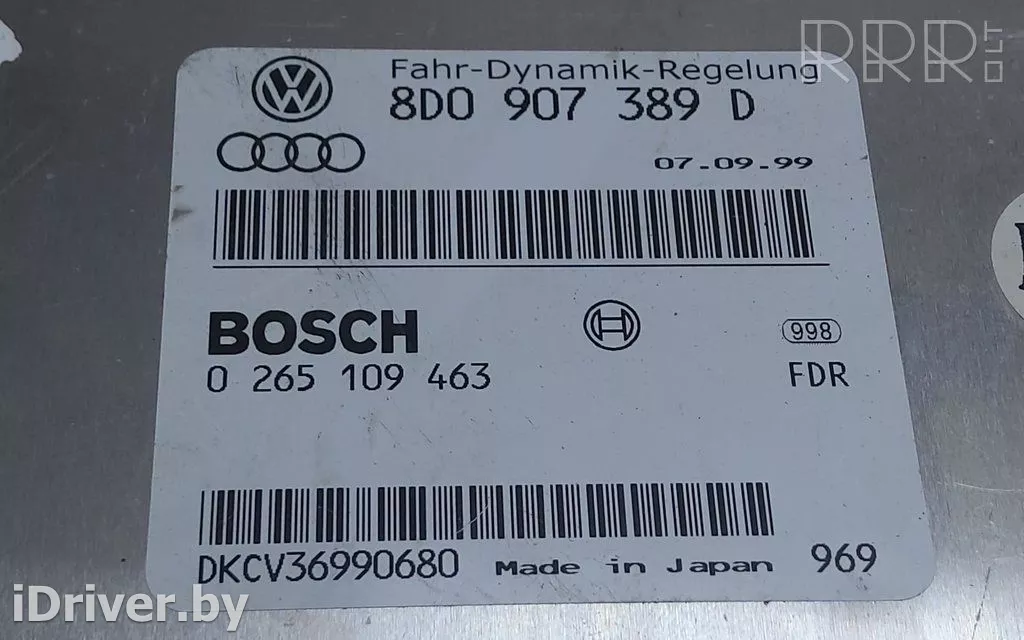 RRR.LT
Fahr-Dynamik-Regelung
8D0 907 389 D
07.09.99
BOSCH
998
0 265 109 463
FDR
DKCV36990680 Made in Japan 969
iDriver.by